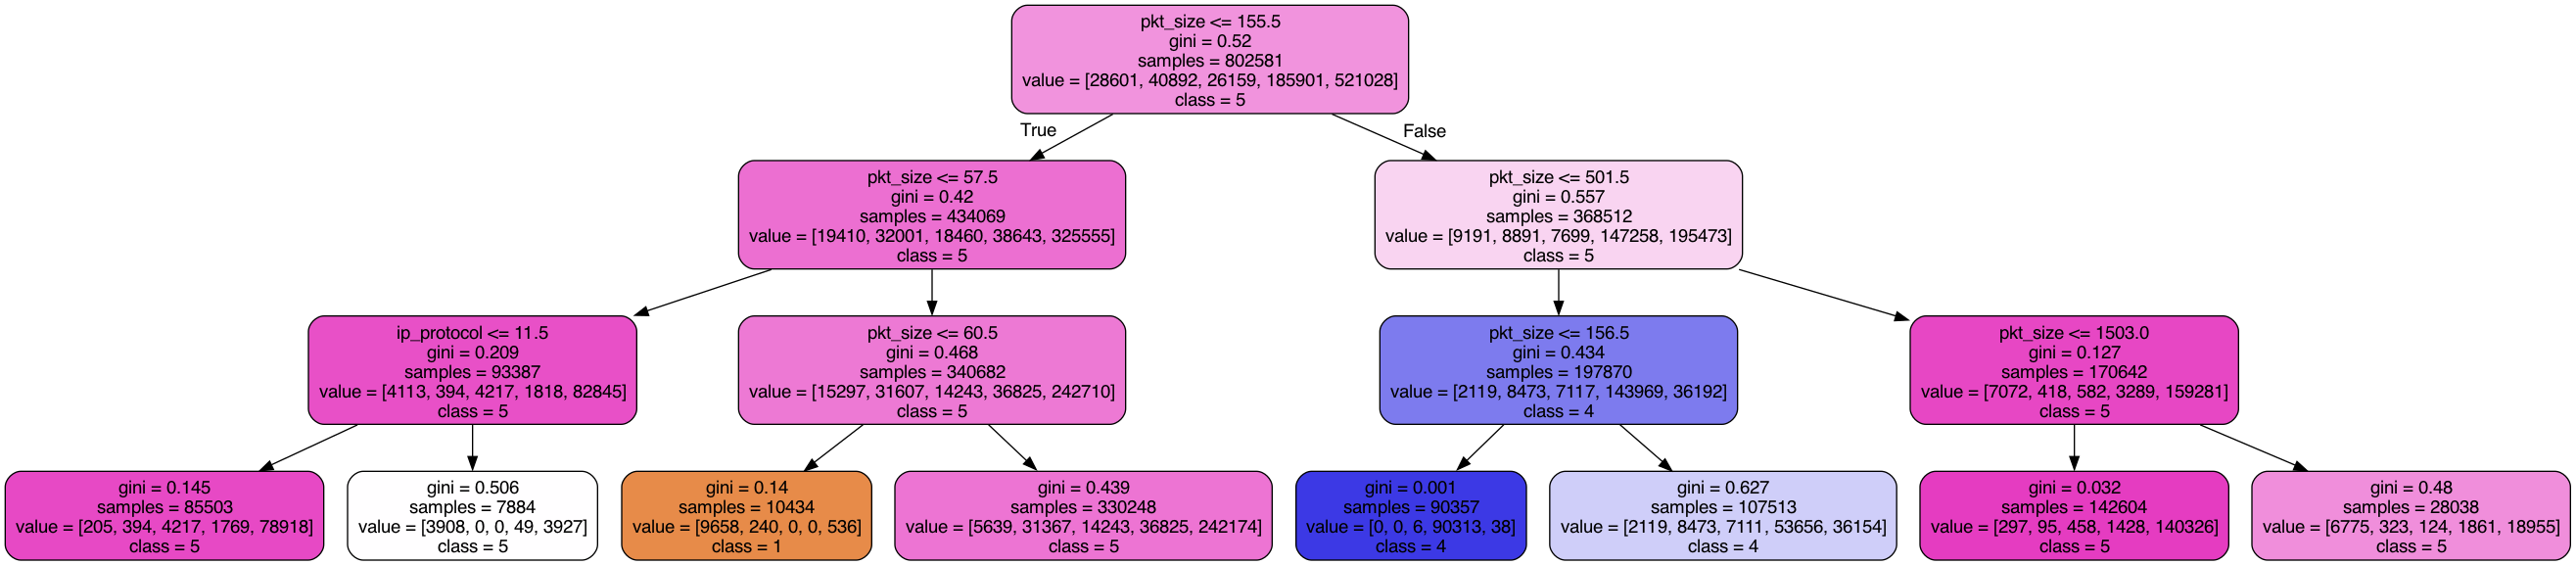 pkt_size <= 155.5
gini = 0.52
samples = 802581
value = [28601, 40892, 26159, 185901, 521028]
class = 5
True
False
pkt_size <= 57.5
gini = 0.42
samples = 434069
value = [19410, 32001, 18460, 38643, 325555]
class = 5
pkt_size <= 501.5
gini = 0.557
samples = 368512
value = [9191, 8891, 7699, 147258, 195473]
class = 5
ip_protocol <= 11.5
gini = 0.209
samples = 93387
value = [4113, 394, 4217, 1818, 82845]
class = 5
pkt_size <= 60.5
gini = 0.468
samples = 340682
value = [15297, 31607, 14243, 36825, 242710]
class = 5
pkt_size <= 156.5
gini = 0.434
samples = 197870
value = [2119, 8473, 7117, 143969, 36192]
class = 4
pkt_size <= 1503.0
gini = 0.127
samples = 170642
value = [7072, 418, 582, 3289, 159281]
class = 5
gini = 0.145
samples = 85503
value = [205, 394, 4217, 1769, 78918]
class = 5
gini = 0.506
samples = 7884
value = [3908, 0, 0, 49, 3927]
class = 5
gini = 0.14
samples = 10434
value = [9658, 240, 0, 0, 536]
class = 1
gini = 0.439
samples = 330248
value = [5639, 31367, 14243, 36825, 242174]
class = 5
gini = 0.001
samples = 90357
value = [0, 0, 6, 90313, 38]
class = 4
gini = 0.627
samples = 107513
value = [2119, 8473, 7111, 53656, 36154]
class = 4
gini = 0.032
samples = 142604
value = [297, 95, 458, 1428, 140326]
class = 5
gini = 0.48
samples = 28038
value = [6775, 323, 124, 1861, 18955]
class = 5